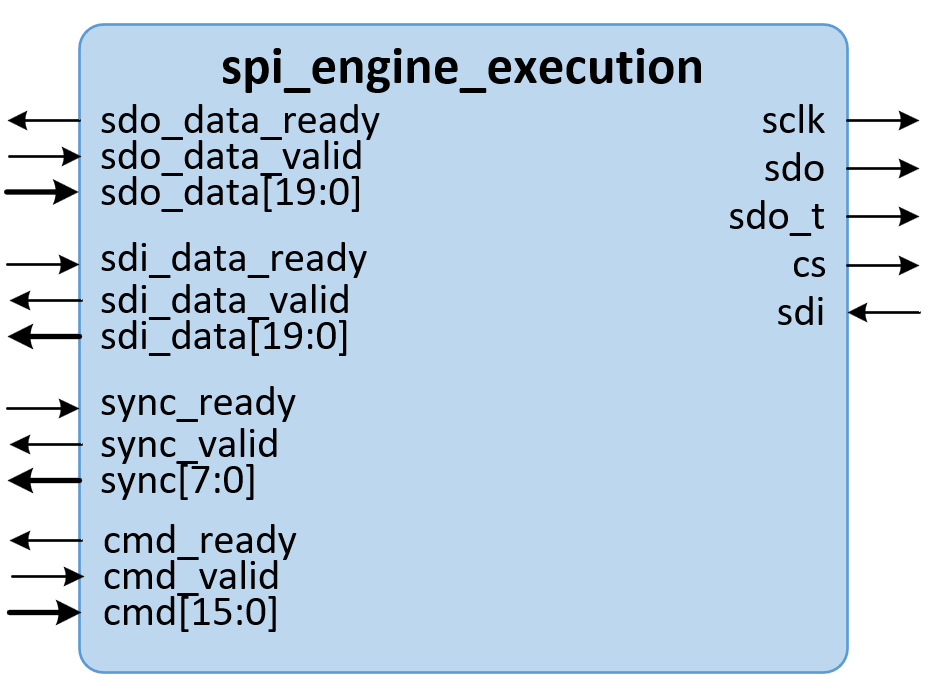 spi_engine_execution
sdo_data_ready
sdo_data_valid
sdo_data[19:0]
sdi_data_ready
sdi_data_valid
sdi_data[19:0]
sync_ready
sync_valid
sync[7:0]
cmd_ready
cmd_valid
cmd[15:0]
sclk
sdo
sdo_t
cs
sdi